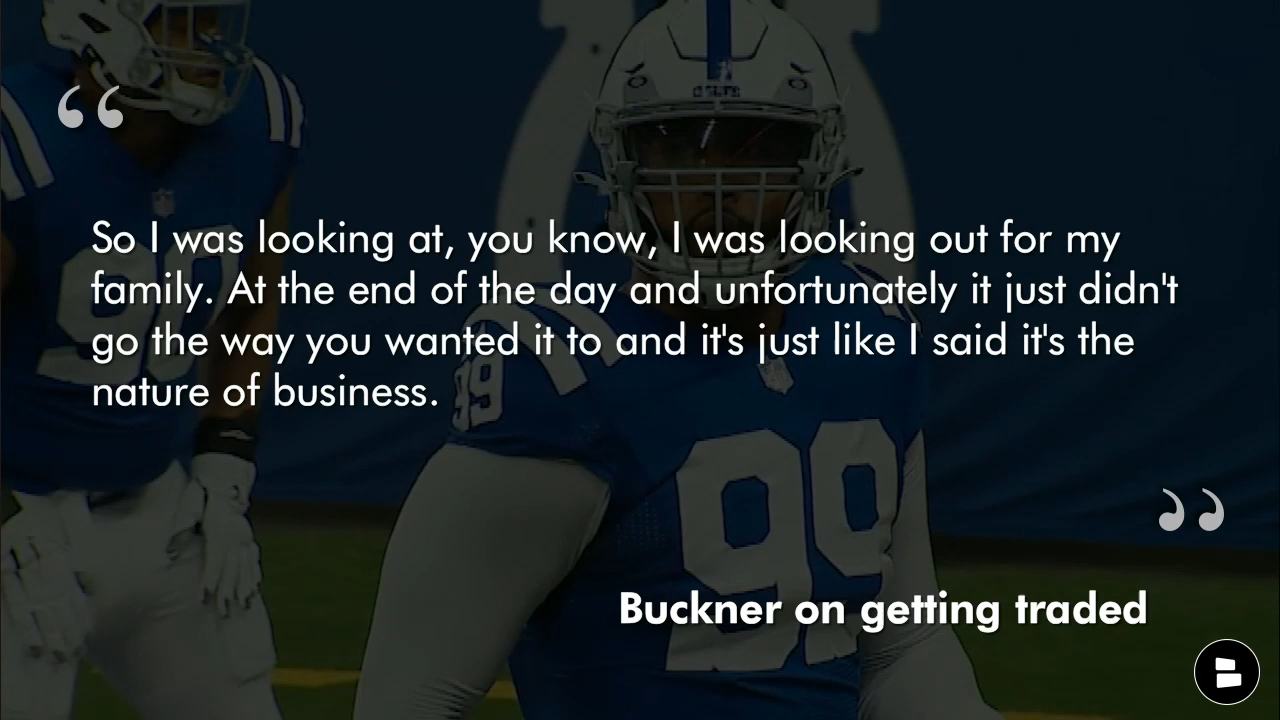 “
So I was looking at, you know, I was looking out for my
family. At the end of the day and unfortunately it just didn't
go the way you wanted it to and it's just like I said it's the
nature of business.
”
Buckner on getting traded
99
99